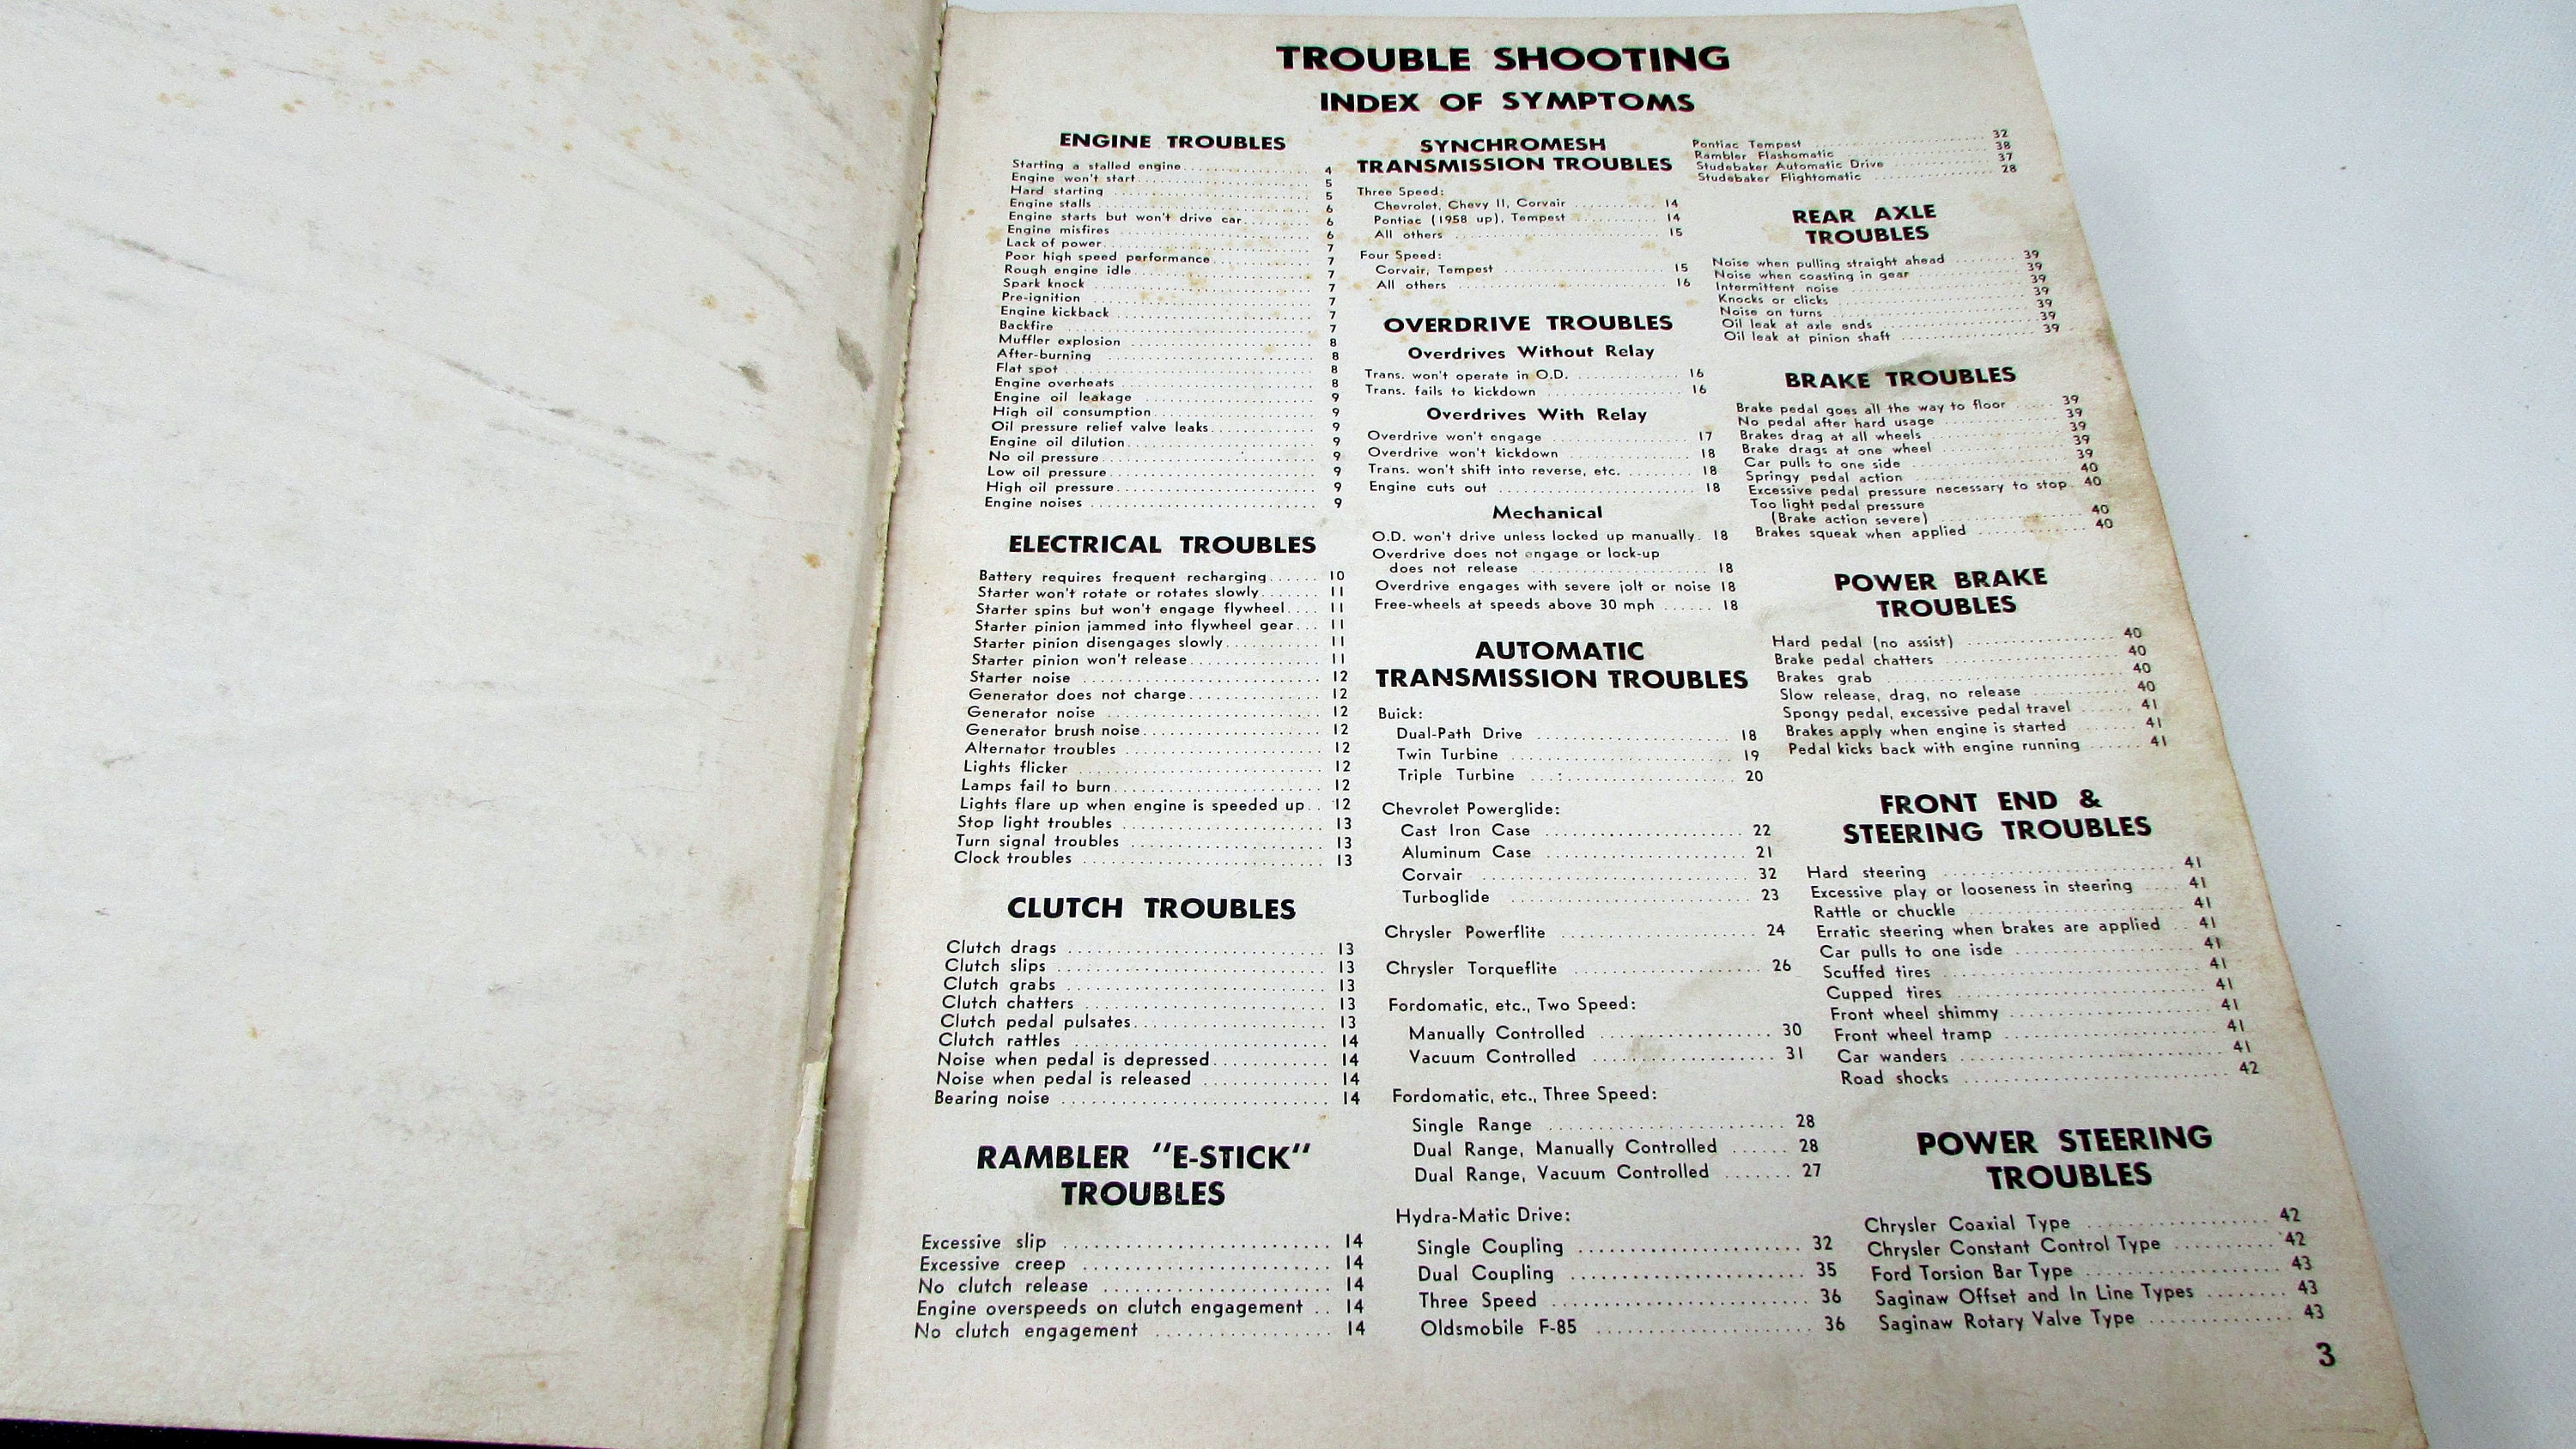 TROUBLE SHOOTING
INDEX OF SYMPTOMS
ENGINE TROUBLES
Starting a stalled engine 4
Engine won't start 5
Hard starting 5
Engine stalls 6
Engine starts but won't drive car 6
Engine misfires 6
Lack of power 7
Poor high speed performance 7
Rough engine idle 7
Spark knock 7
Pre-ignition 7
Engine kickback 7
Backfire 7
Muffler explosion 8
After-burning 8
Flat spot 8
Engine overheats 8
Engine oil leakage 9
High oil consumption 9
Oil pressure relief valve leaks 9
Engine oil dilution 9
No oil pressure 9
Low oil pressure 9
High oil pressure 9
Engine noises 9
ELECTRICAL TROUBLES
Battery requires frequent recharging 10
Starter won't rotate or rotates slowly 11
Starter spins but won't engage flywheel 11
Starter pinion jammed into flywheel gear 11
Starter pinion disengages slowly 11
Starter pinion won't release 11
Starter noise 12
Generator does not charge 12
Generator noise 12
Generator brush noise 12
Alternator troubles 12
Lights flicker 12
Lamps fail to burn 12
Lights flare up when engine is speeded up 12
Stop light troubles 13
Turn signal troubles 13
Clock troubles 13
CLUTCH TROUBLES
Clutch drags 13
Clutch slips 13
Clutch grabs 13
Clutch chatters 13
Clutch pedal pulsates 13
Clutch rattles 14
Noise when pedal is depressed 14
Noise when pedal is released 14
Bearing noise 14
RAMBLER "E-STICK"
TROUBLES
Excessive slip 14
Excessive creep 14
No clutch release 14
Engine overspeeds on clutch engagement 14
No clutch engagement 14
SYNCHROMESH
TRANSMISSION TROUBLES
Three Speed:
Chevrolet, Chevy II, Corvair 14
Pontiac (1958 up), Tempest 14
All others 15
Four Speed:
Corvair, Tempest 15
All others 16
OVERDRIVE TROUBLES
Overdrives Without Relay
Trans. won't operate in O.D. 16
Trans. fails to kickdown 16
Overdrives With Relay
Overdrive won't engage 17
Overdrive won't kickdown 18
Trans. won't shift into reverse, etc. 18
Engine cuts out 18
Mechanical
O.D. won't drive unless locked up manually 18
Overdrive does not engage or lock-up
does not release 18
Overdrive engages with severe jolt or noise 18
Free-wheels at speeds above 30 mph 18
AUTOMATIC
TRANSMISSION TROUBLES
Buick:
Dual-Path Drive 18
Twin Turbine 19
Triple Turbine 20
Chevrolet Powerglide:
Cast Iron Case 22
Aluminum Case 21
Corvair 32
Turboglide 23
Chrysler Powerflite 24
Chrysler Torqueflite 26
Fordomatic, etc., Two Speed:
Manually Controlled 30
Vacuum Controlled 31
Fordomatic, etc., Three Speed:
Single Range 28
Dual Range, Manually Controlled 28
Dual Range, Vacuum Controlled 27
Hydra-Matic Drive:
Single Coupling 32
Dual Coupling 35
Three Speed 36
Oldsmobile F-85 36
Pontiac Tempest 32
Rambler Flashomatic 38
Studebaker Automatic Drive 37
Studebaker Flightomatic 28
REAR AXLE
TROUBLES
Noise when pulling straight ahead 39
Noise when coasting in gear 39
Intermittent noise 39
Knocks or clicks 39
Noise on turns 39
Oil leak at axle ends 39
Oil leak at pinion shaft 39
BRAKE TROUBLES
Brake pedal goes all the way to floor 39
No pedal after hard usage 39
Brakes drag at all wheels 39
Brake drags at one wheel 39
Car pulls to one side 39
Springy pedal action 40
Excessive pedal pressure necessary to stop 40
Too light pedal pressure
(Brake action severe) 40
Brakes squeak when applied 40
POWER BRAKE
TROUBLES
Hard pedal (no assist) 40
Brake pedal chatters 40
Brakes grab 40
Slow release, drag, no release 40
Spongy pedal, excessive pedal travel 41
Brakes apply when engine is started 41
Pedal kicks back with engine running 41
FRONT END &
STEERING TROUBLES
Hard steering 41
Excessive play or looseness in steering 41
Rattle or chuckle 41
Erratic steering when brakes are applied 41
Car pulls to one isde 41
Scuffed tires 41
Cupped tires 41
Front wheel shimmy 41
Front wheel tramp 41
Car wanders 41
Road shocks 42
POWER STEERING
TROUBLES
Chrysler Coaxial Type 42
Chrysler Constant Control Type 42
Ford Torsion Bar Type 43
Saginaw Offset and In Line Types 43
Saginaw Rotary Valve Type 43
3